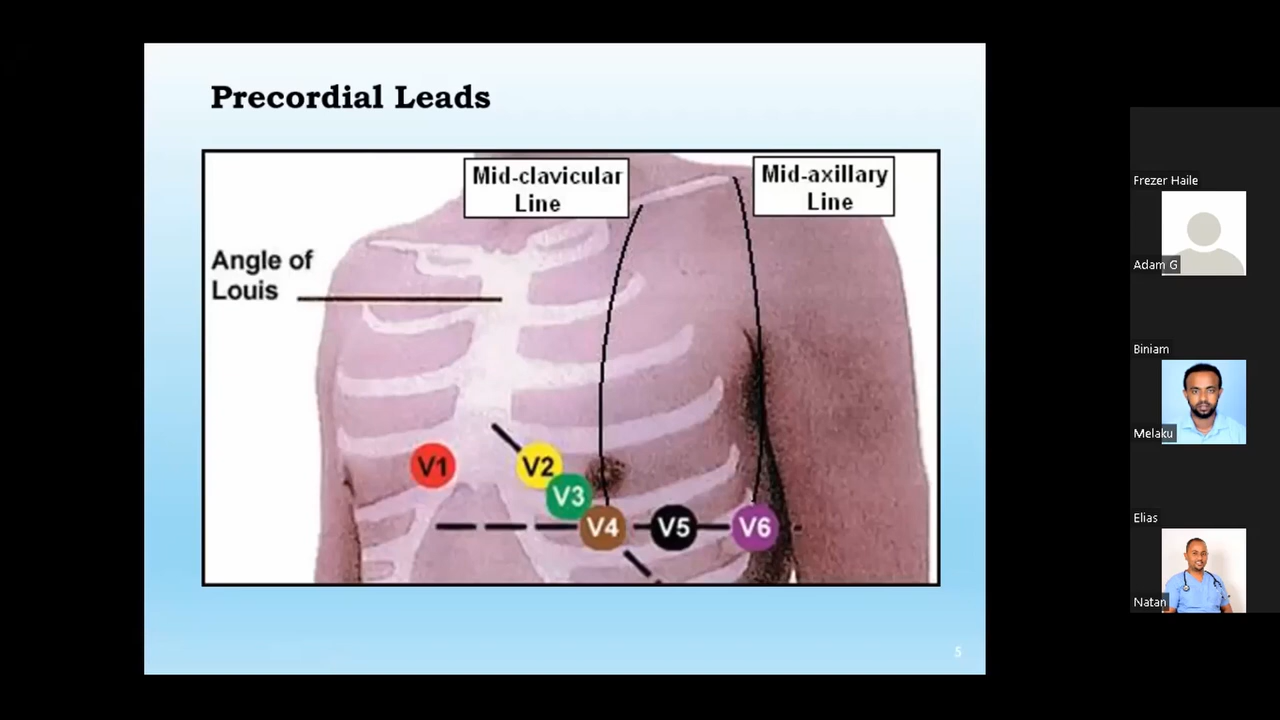 Precordial Leads
Mid-clavicular
Line
Mid-axillary
Line
Angle of
Louis
V1
V2
V3
V4
V5
V6
5
Frezer Haile
Adam G
Biniam
Melaku
Elias
Natan